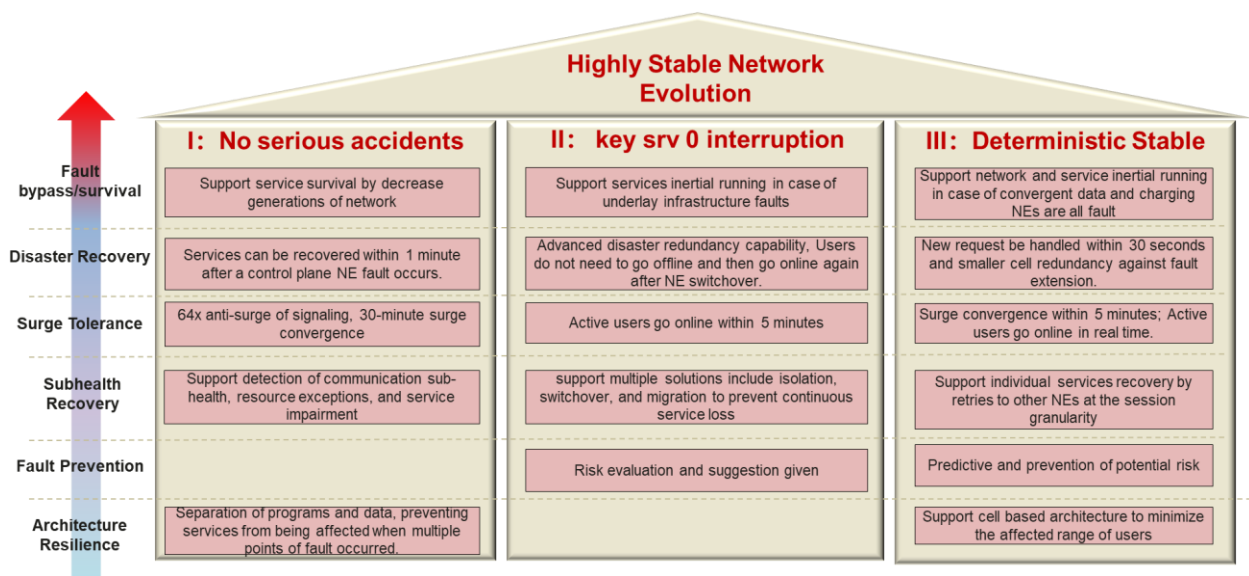 Highly Stable Network
Evolution
I: No serious accidents
II: key srv 0 interruption
III: Deterministic Stable
Fault
bypass/survival
Support service survival by decrease
generations of network
Support services inertial running in case of
underlay infrastructure faults
Support network and service inertial running
in case of convergent data and charging
NEs are all fault
Disaster Recovery
Services can be recovered within 1 minute
after a control plane NE fault occurs.
Advanced disaster redundancy capability, Users
do not need to go offline and then go online again
after NE switchover.
New request be handled within 30 seconds
and smaller cell redundancy against fault
extension.
Surge Tolerance
64x anti-surge of signaling, 30-minute surge
convergence
Active users go online within 5 minutes
Surge convergence within 5 minutes; Active
users go online in real time.
Subhealth
Recovery
Support detection of communication sub-
health, resource exceptions, and service
impairment
support multiple solutions include isolation,
switchover, and migration to prevent continuous
service loss
Support individual services recovery by
retries to other NEs at the session
granularity
Fault Prevention
Risk evaluation and suggestion given
Predictive and prevention of potential risk
Architecture
Resilience
Separation of programs and data, preventing
services from being affected when multiple
points of fault occurred.
Support cell based architecture to minimize
the affected range of users